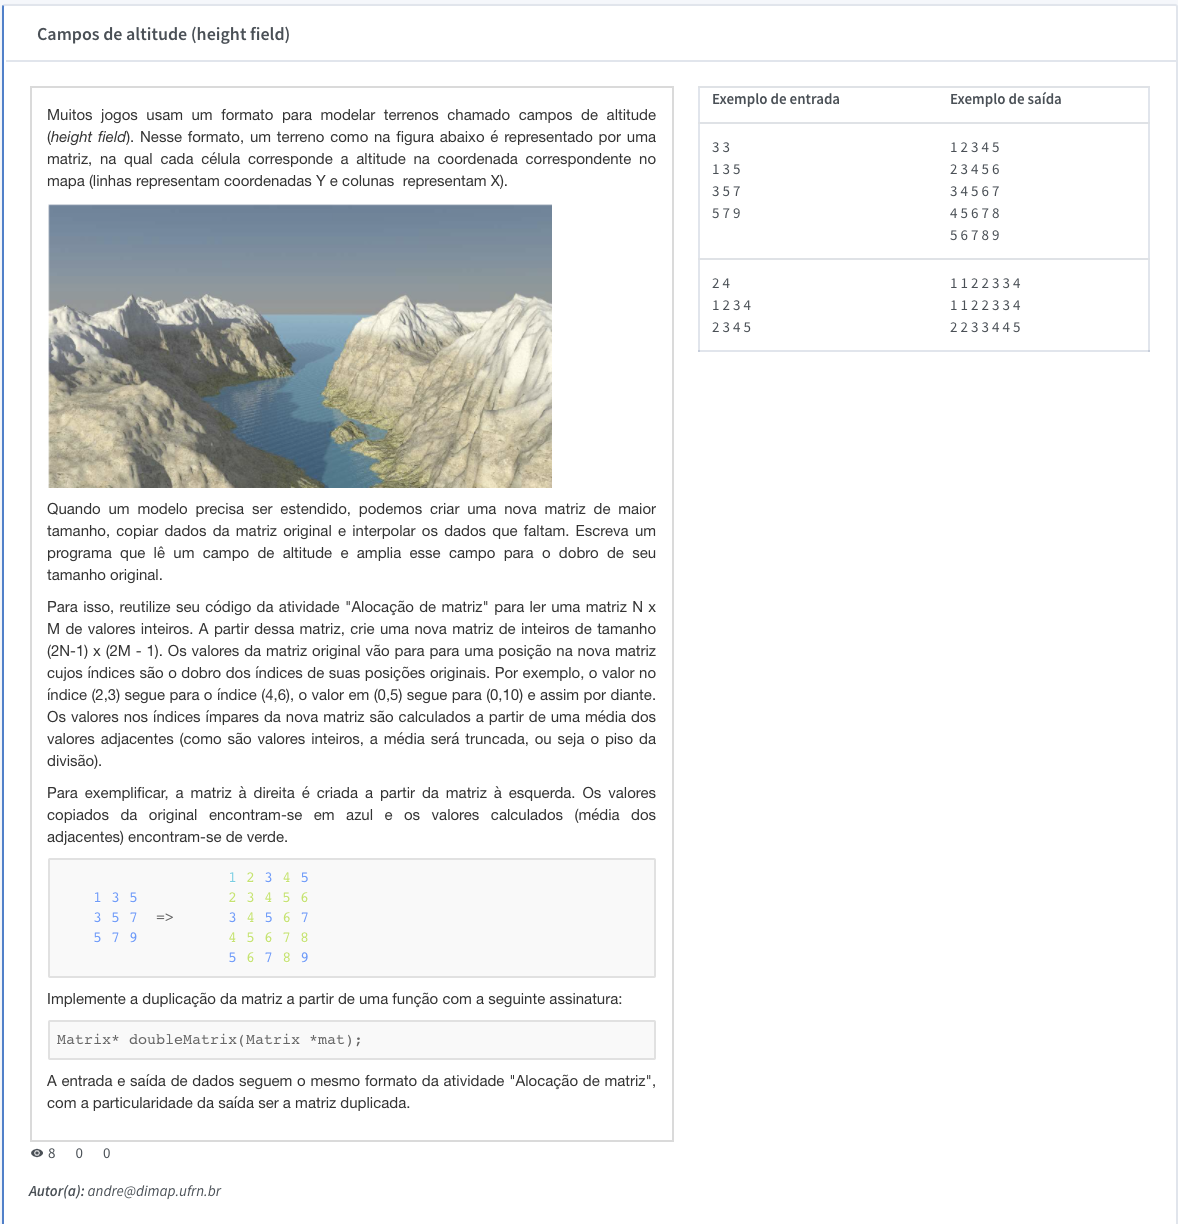 Campos de altitude (height field)
Muitos jogos usam um formato para modelar terrenos chamado campos de altitude
(height field). Nesse formato, um terreno como na figura abaixo é representado por uma
matriz, na qual cada célula corresponde a altitude na coordenada correspondente no
mapa (linhas representam coordenadas Y e colunas representam X).
Quando um modelo precisa ser estendido, podemos criar uma nova matriz de maior
tamanho, copiar dados da matriz original e interpolar os dados que faltam. Escreva um
programa que lê um campo de altitude e amplia esse campo para o dobro de seu
tamanho original.
Para isso, reutilize seu código da atividade "Alocação de matriz" para ler uma matriz N x
M de valores inteiros. A partir dessa matriz, crie uma nova matriz de inteiros de tamanho
(2N-1) x (2M - 1). Os valores da matriz original vão para para uma posição na nova matriz
cujos índices são o dobro dos índices de suas posições originais. Por exemplo, o valor no
índice (2,3) segue para o índice (4,6), o valor em (0,5) segue para (0,10) e assim por diante.
Os valores nos índices ímpares da nova matriz são calculados a partir de uma média dos
valores adjacentes (como são valores inteiros, a média será truncada, ou seja o piso da
divisão).
Para exemplificar, a matriz à direita é criada a partir da matriz à esquerda. Os valores
copiados da original encontram-se em azul e os valores calculados (média dos
adjacentes) encontram-se de verde.
1 2 3 4 5
1 3 5 2 3 4 5 6
3 5 7 => 3 4 5 6 7
5 7 9 4 5 6 7 8
5 6 7 8 9
Implemente a duplicação da matriz a partir de uma função com a seguinte assinatura:
Matrix* doubleMatrix(Matrix *mat);
A entrada e saída de dados seguem o mesmo formato da atividade "Alocação de matriz",
com a particularidade da saída ser a matriz duplicada.
Exemplo de entrada Exemplo de saída
3 3 1 2 3 4 5
1 3 5 2 3 4 5 6
3 5 7 3 4 5 6 7
5 7 9 4 5 6 7 8
5 6 7 8 9
2 4 1 1 2 2 3 3 4
1 2 3 4 1 1 2 2 3 3 4
2 3 4 5 2 2 3 3 4 4 5
8 0 0
Autor(a): andre@dimap.ufrn.br